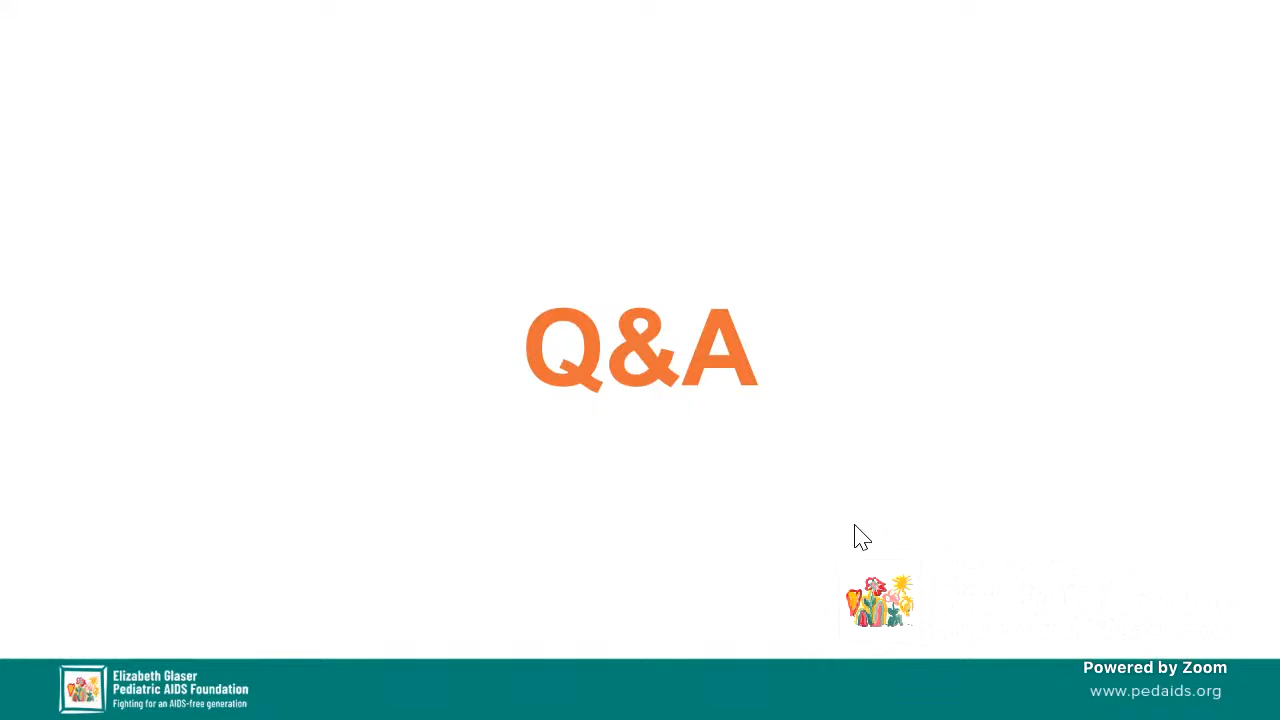 Q&A
Elizabeth Glaser
Pediatric AIDS Foundation
Fighting for an AIDS-free generation
Powered by Zoom
www.pedaids.org